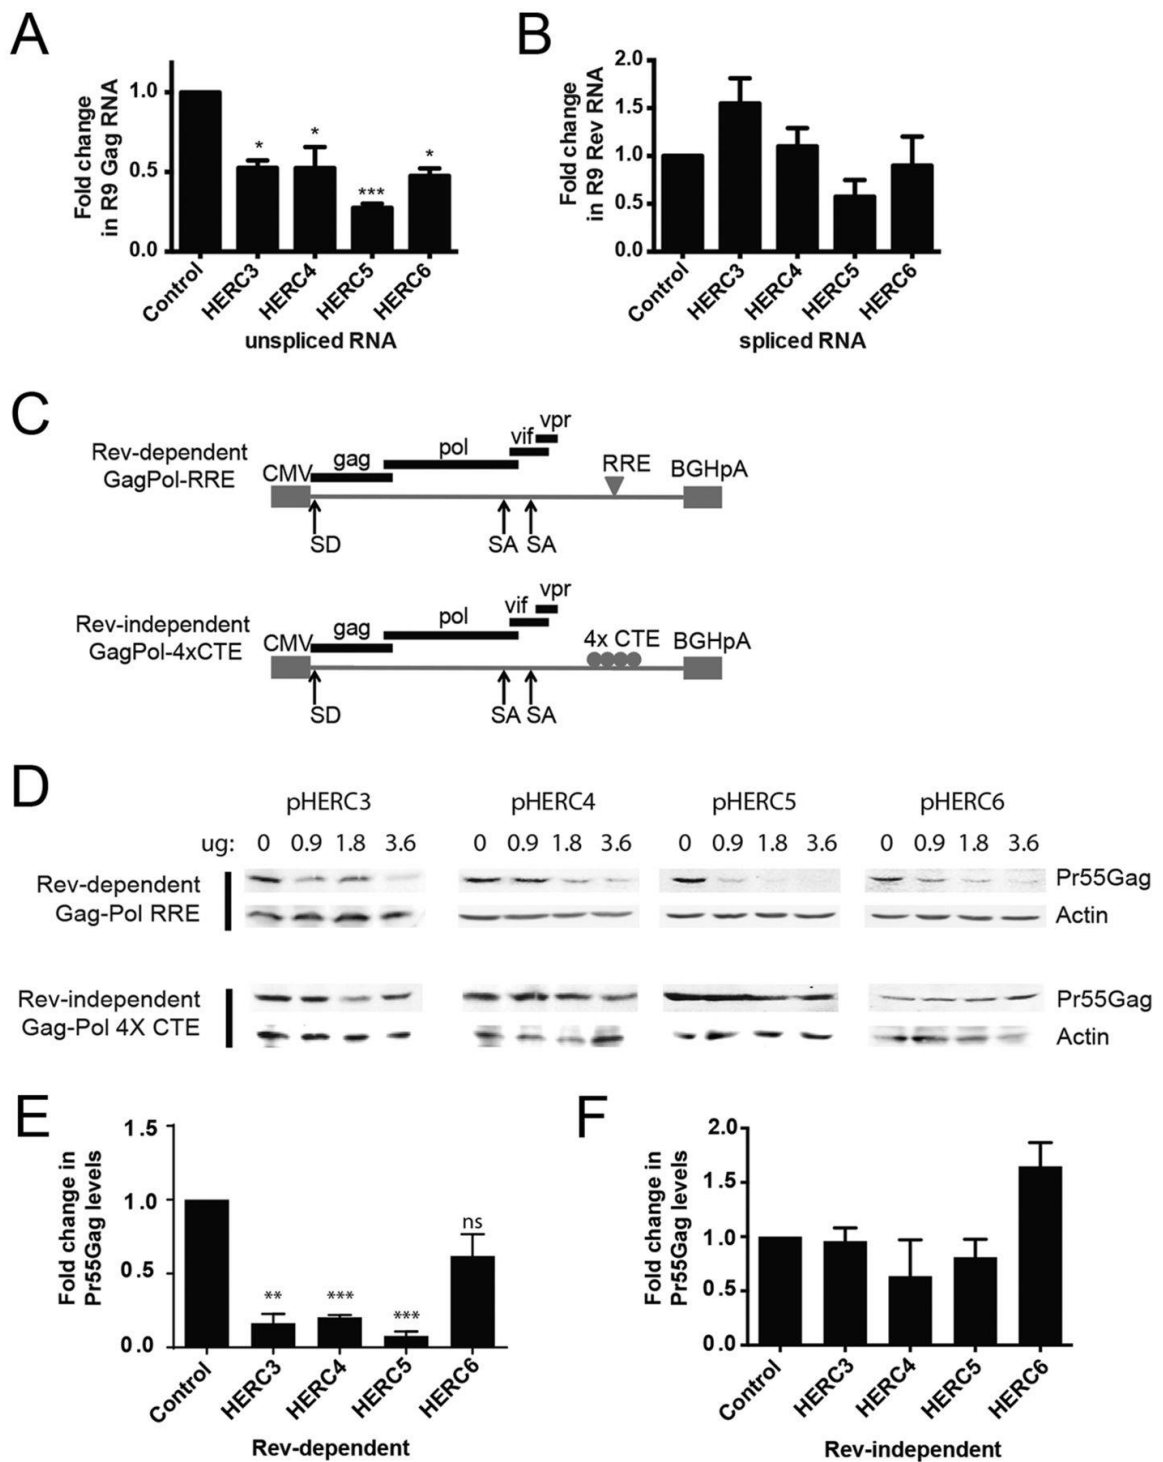 A
Fold change
in R9 Gag RNA
1.0
0.5
0.0
*
*
***
*
Control
HERC3
HERC4
HERC5
HERC6
unspliced RNA
B
Fold change
in R9 Rev RNA
2.0
1.5
1.0
0.5
0.0
Control
HERC3
HERC4
HERC5
HERC6
spliced RNA
C
Rev-dependent
GagPol-RRE
CMV
gag
pol
vif
vpr
RRE
BGHpA
SD
SA
SA
Rev-independent
GagPol-4xCTE
CMV
gag
pol
vif
vpr
4x CTE
BGHpA
SD
SA
SA
D
pHERC3 pHERC4 pHERC5 pHERC6
ug: 0 0.9 1.8 3.6 0 0.9 1.8 3.6 0 0.9 1.8 3.6 0 0.9 1.8 3.6
Rev-dependent
Gag-Pol RRE
Pr55Gag
Actin
Rev-independent
Gag-Pol 4X CTE
Pr55Gag
Actin
E
Fold change in
Pr55Gag levels
1.5
1.0
0.5
0.0
**
***
***
ns
Control
HERC3
HERC4
HERC5
HERC6
Rev-dependent
F
Fold change in
Pr55Gag levels
2.0
1.5
1.0
0.5
0.0
Control
HERC3
HERC4
HERC5
HERC6
Rev-independent